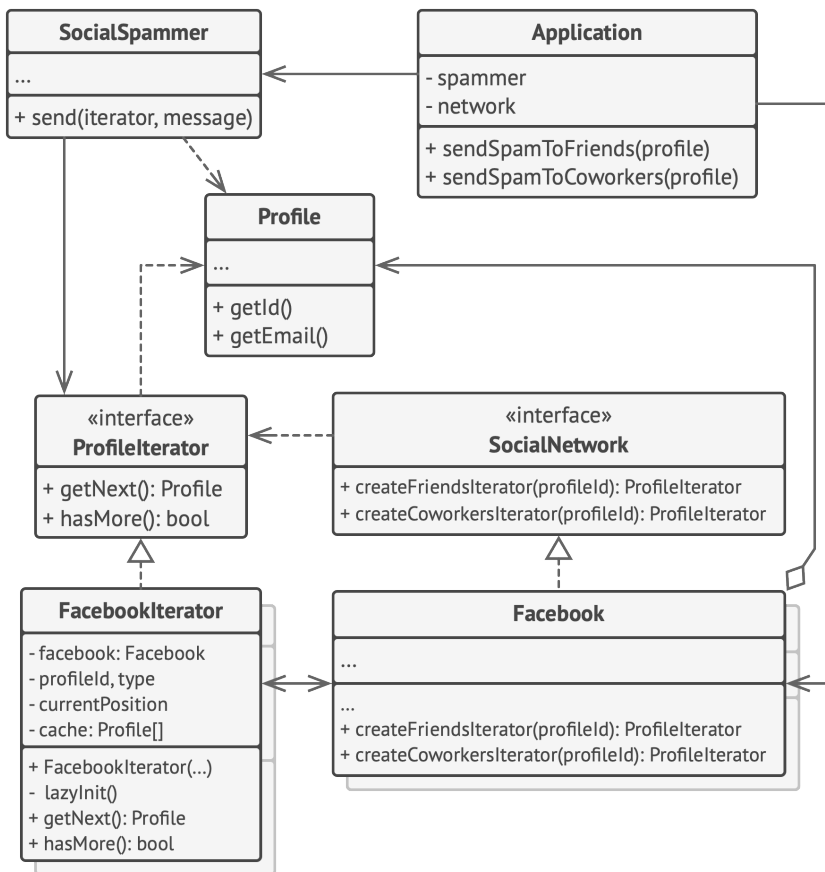 SocialSpammer
...
+ send(iterator, message)
Application
- spammer
- network
+ sendSpamToFriends(profile)
+ sendSpamToCoworkers(profile)
Profile
...
+ getId()
+ getEmail()
«interface»
ProfileIterator
+ getNext(): Profile
+ hasMore(): bool
«interface»
SocialNetwork
+ createFriendsIterator(profileId): ProfileIterator
+ createCoworkersIterator(profileId): ProfileIterator
FacebookIterator
- facebook: Facebook
- profileId, type
- currentPosition
- cache: Profile[]
+ FacebookIterator(...)
- lazyInit()
+ getNext(): Profile
+ hasMore(): bool
Facebook
...
...
+ createFriendsIterator(profileId): ProfileIterator
+ createCoworkersIterator(profileId): ProfileIterator